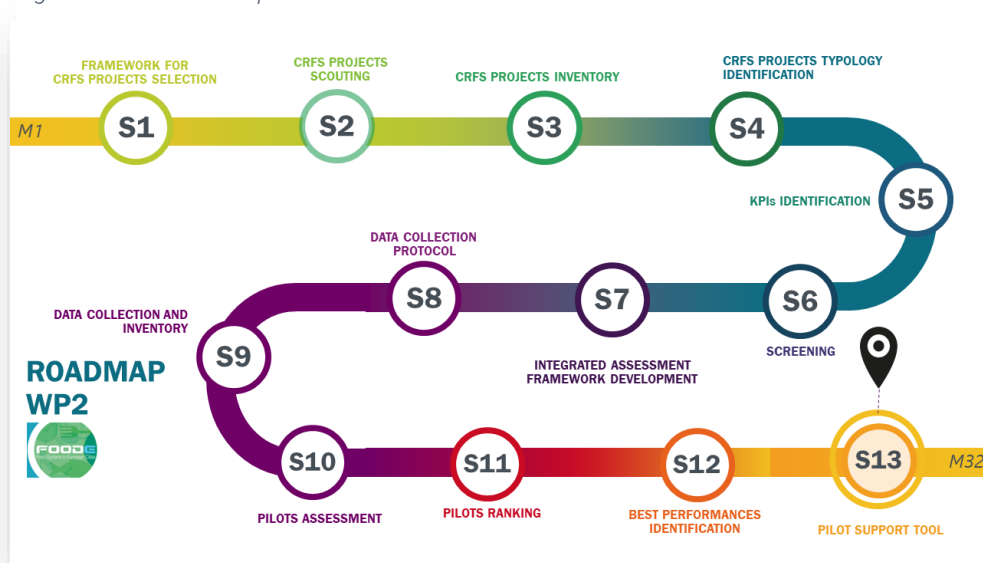 FRAMEWORK FOR
CRFS PROJECTS SELECTION
CRFS PROJECTS
SCOUTING
CRFS PROJECTS INVENTORY
CRFS PROJECTS TYPOLOGY
IDENTIFICATION
M1
S1
S2
S3
S4
KPIs IDENTIFICATION
S5
DATA COLLECTION
PROTOCOL
S8
S7
S6
INTEGRATED ASSESSMENT
FRAMEWORK DEVELOPMENT
SCREENING
DATA COLLECTION AND
INVENTORY
S9
ROADMAP
WP2
FOODE
S10
S11
S12
S13
M32
PILOTS ASSESSMENT
PILOTS RANKING
BEST PERFORMANCES
IDENTIFICATION
PILOT SUPPORT TOOL